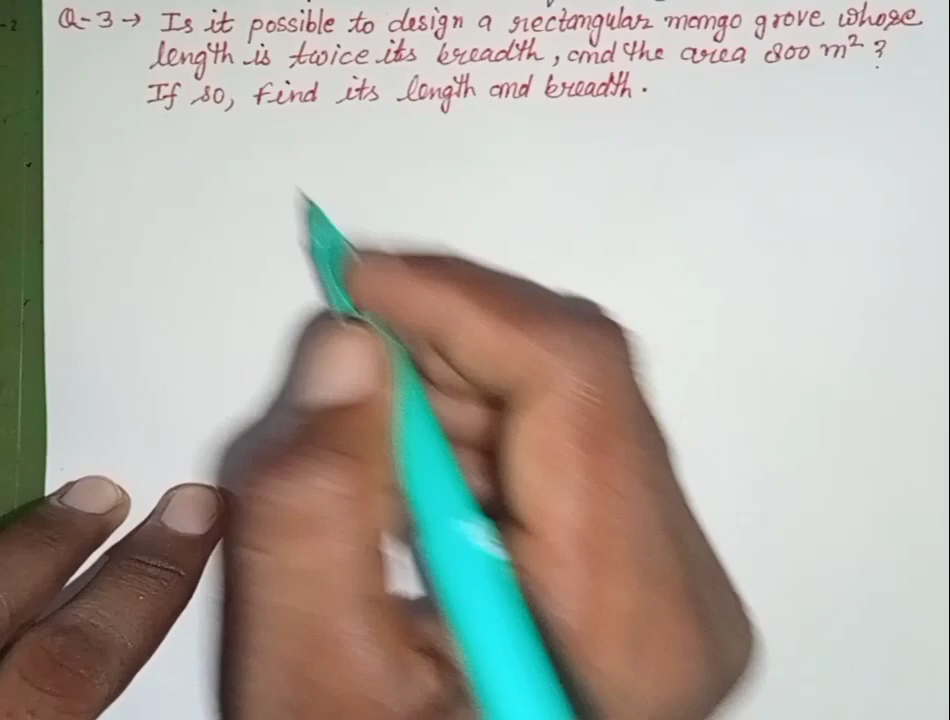 -2
Q-3→ Is it possible to design a rectangular mango grove whose
length is twice its breadth, and the area 800 m² ?
If so, find its length and breadth.